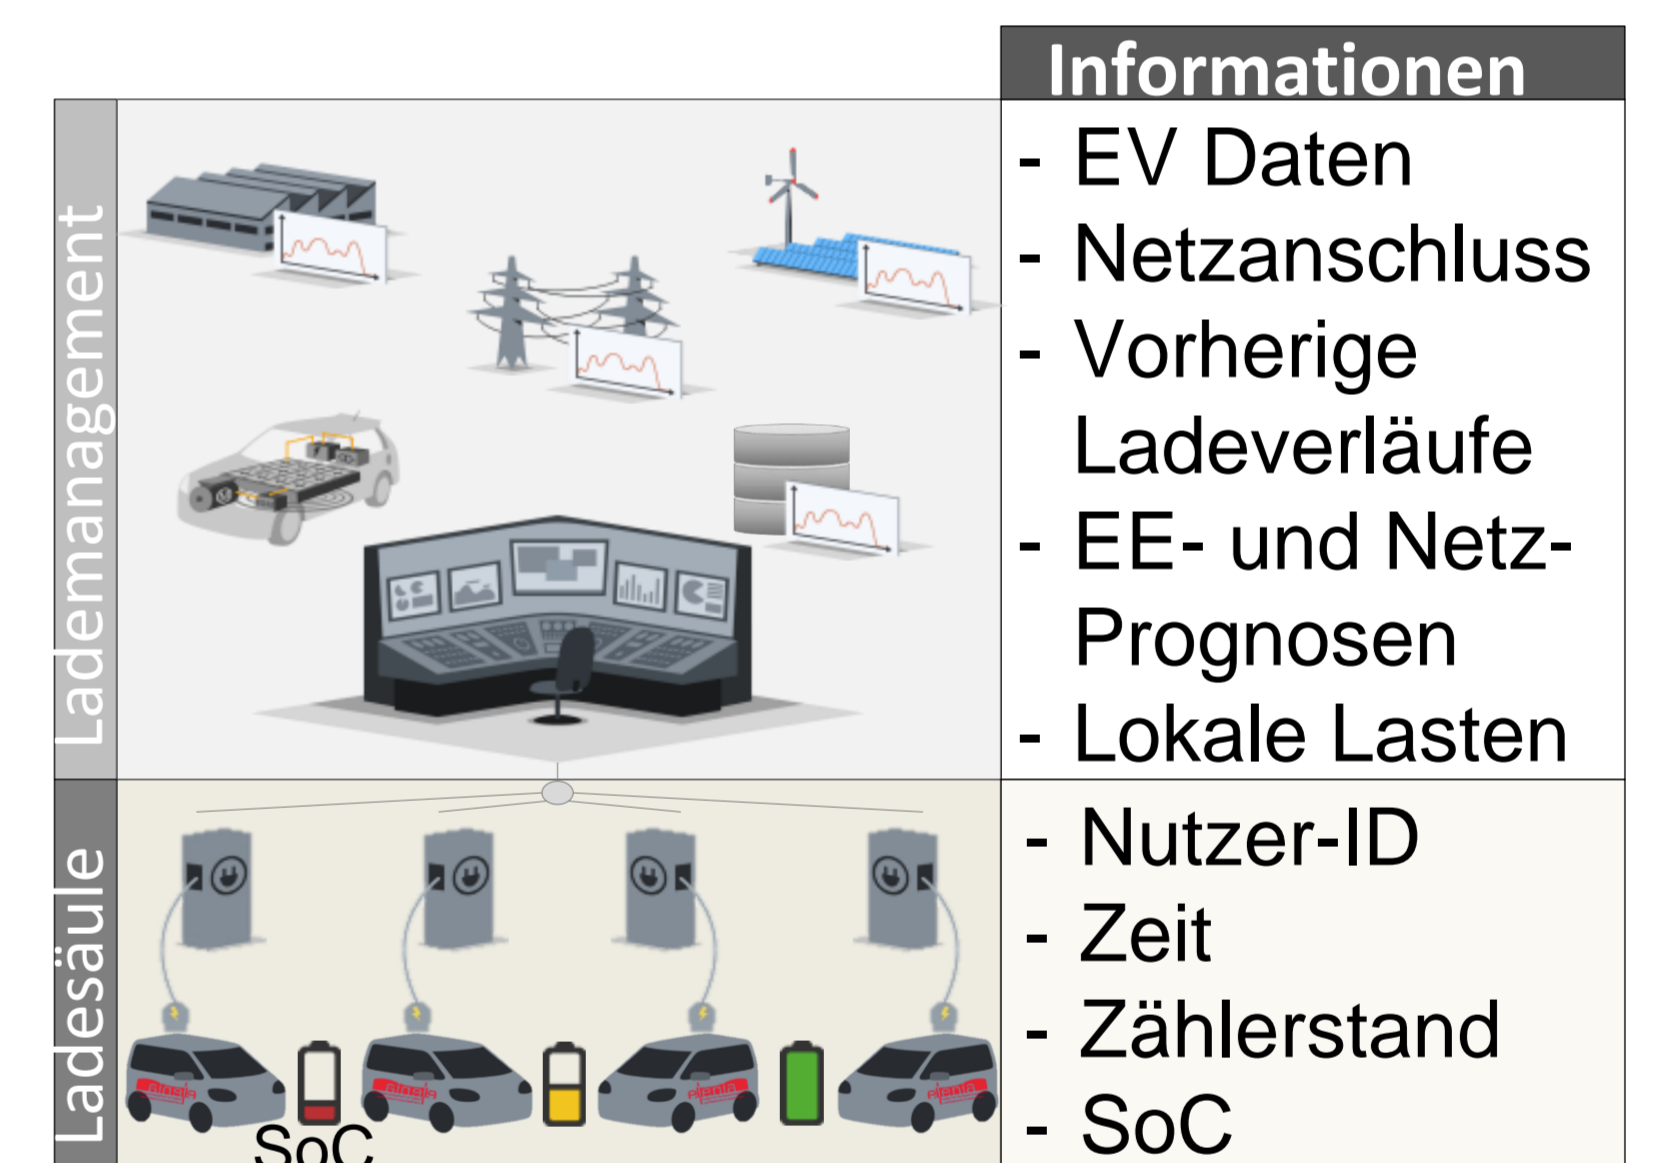 Informationen
Lademanagement
- EV Daten
- Netzanschluss
- Vorherige
Ladeverläufe
- EE- und Netz-
Prognosen
- Lokale Lasten
Ladesäule
- Nutzer-ID
- Zeit
- Zählerstand
- SoC
SoC